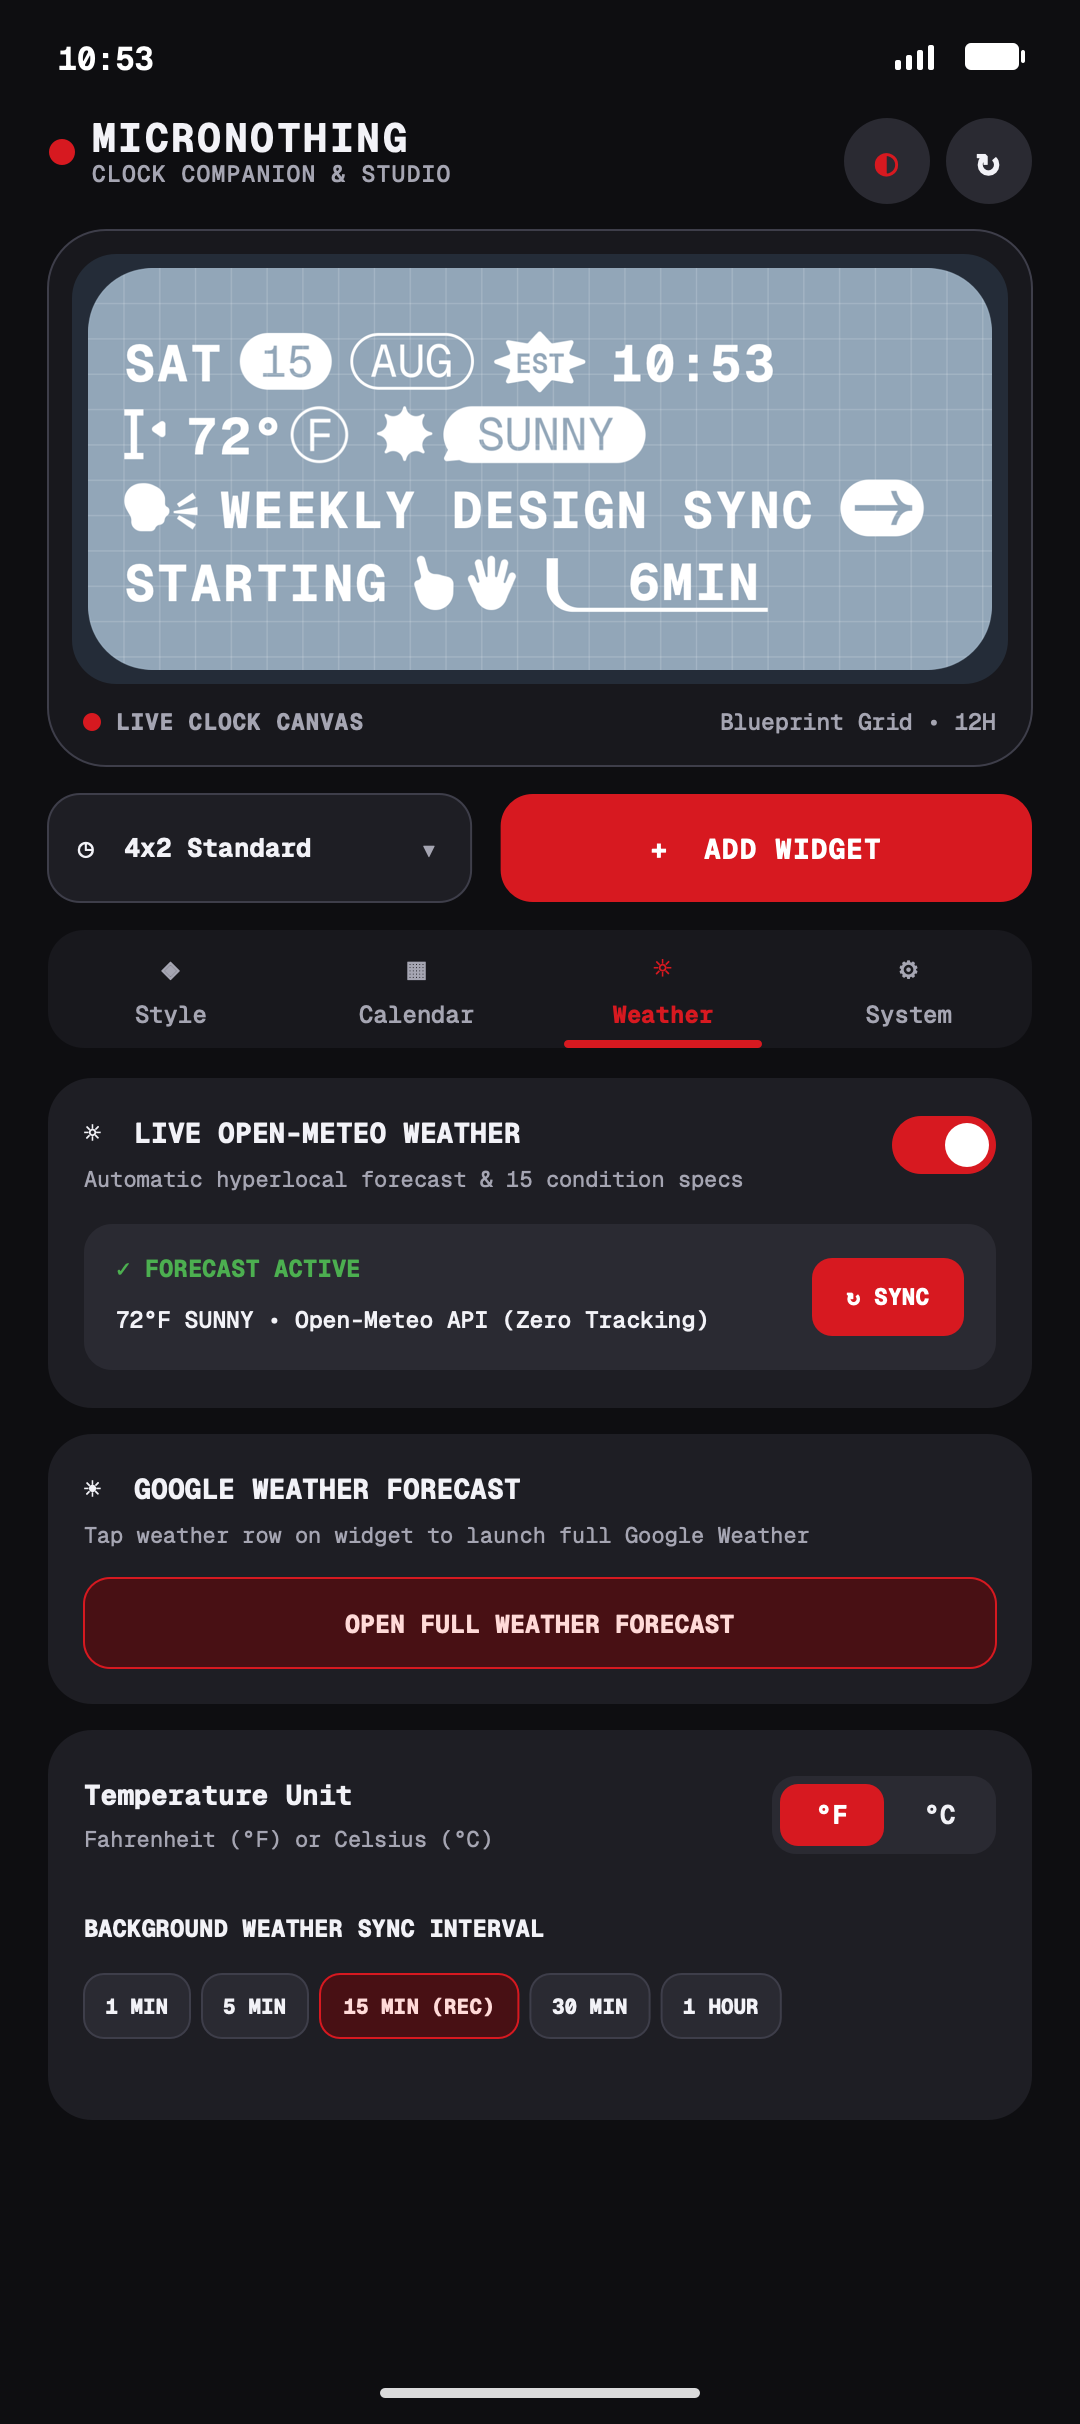 10:53
MICRONOTHING
CLOCK COMPANION & STUDIO
SAT 15 AUG EST 10:53
72° F SUNNY
WEEKLY DESIGN SYNC
STARTING 6MIN
LIVE CLOCK CANVAS
Blueprint Grid • 12H
4x2 Standard
+ ADD WIDGET
Style Calendar Weather System
LIVE OPEN-METEO WEATHER
Automatic hyperlocal forecast & 15 condition specs
✓ FORECAST ACTIVE
72°F SUNNY • Open-Meteo API (Zero Tracking)
↻ SYNC
GOOGLE WEATHER FORECAST
Tap weather row on widget to launch full Google Weather
OPEN FULL WEATHER FORECAST
Temperature Unit
Fahrenheit (°F) or Celsius (°C)
°F °C
BACKGROUND WEATHER SYNC INTERVAL
1 MIN 5 MIN 15 MIN (REC) 30 MIN 1 HOUR